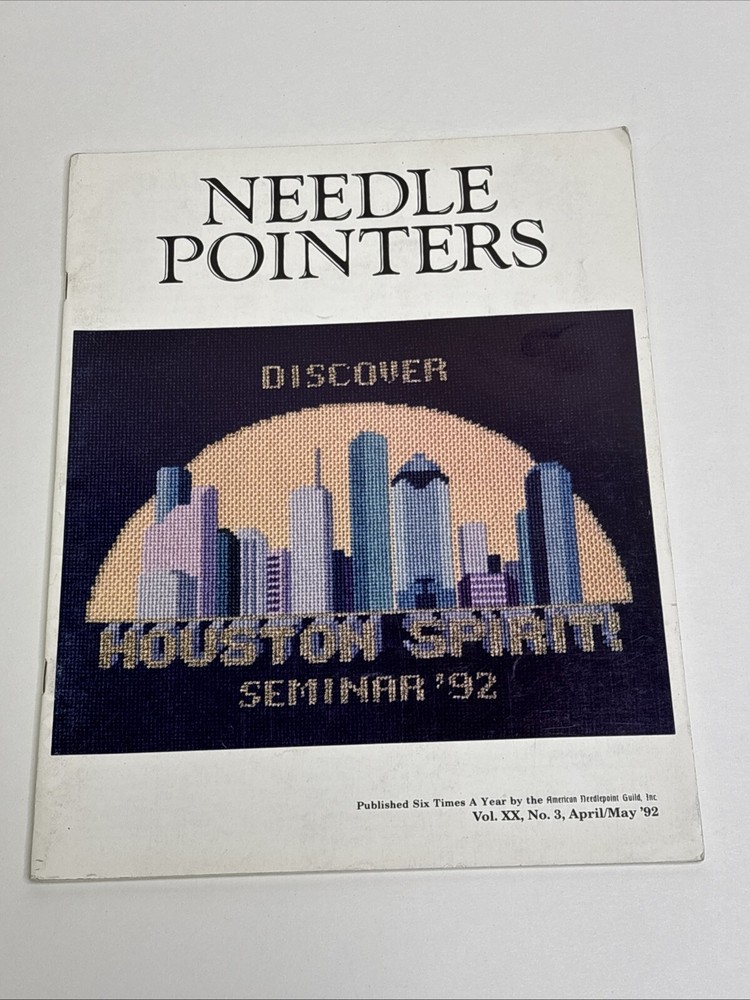 NEEDLE
POINTERS
DISCOVER
HOUSTON SPIRIT!
SEMINAR '92
Published Six Times A Year by the American Needlepoint Guild, Inc.
Vol. XX, No. 3, April/May '92